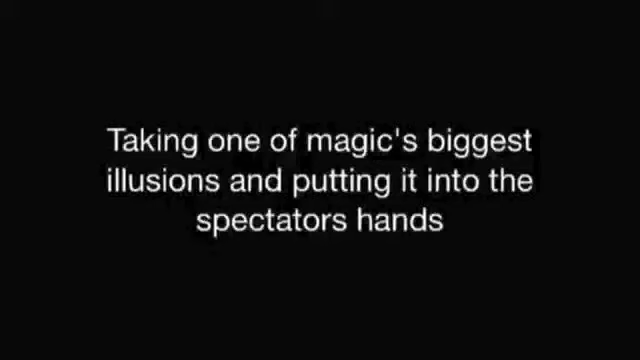 Taking one of magic's biggest
illusions and putting it into the
spectators hands